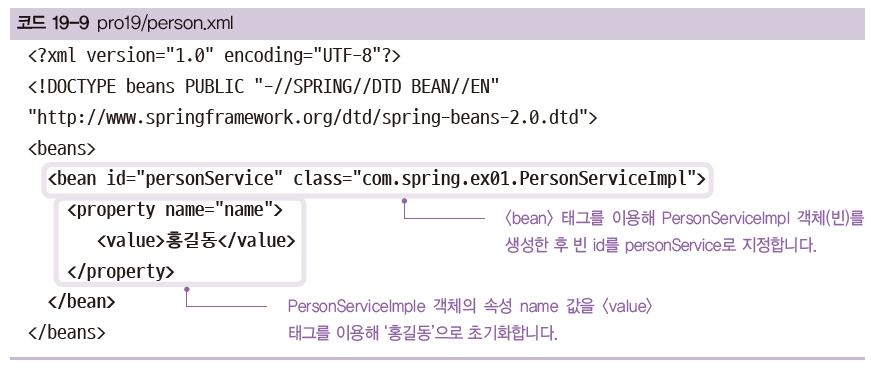 코드 19-9 pro19/person.xml
<?xml version="1.0" encoding="UTF-8"?>
<!DOCTYPE beans PUBLIC "-//SPRING//DTD BEAN//EN"
"http://www.springframework.org/dtd/spring-beans-2.0.dtd">
<beans>
<bean id="personService" class="com.spring.ex01.PersonServiceImpl">
<property name="name">
<value>홍길동</value>
</property>
</bean>
</beans>
〈bean〉 태그를 이용해 PersonServiceImpl 객체(빈)를
생성한 후 빈 id를 personService로 지정합니다.
PersonServiceImple 객체의 속성 name 값을 〈value〉
태그를 이용해 '홍길동'으로 초기화합니다.